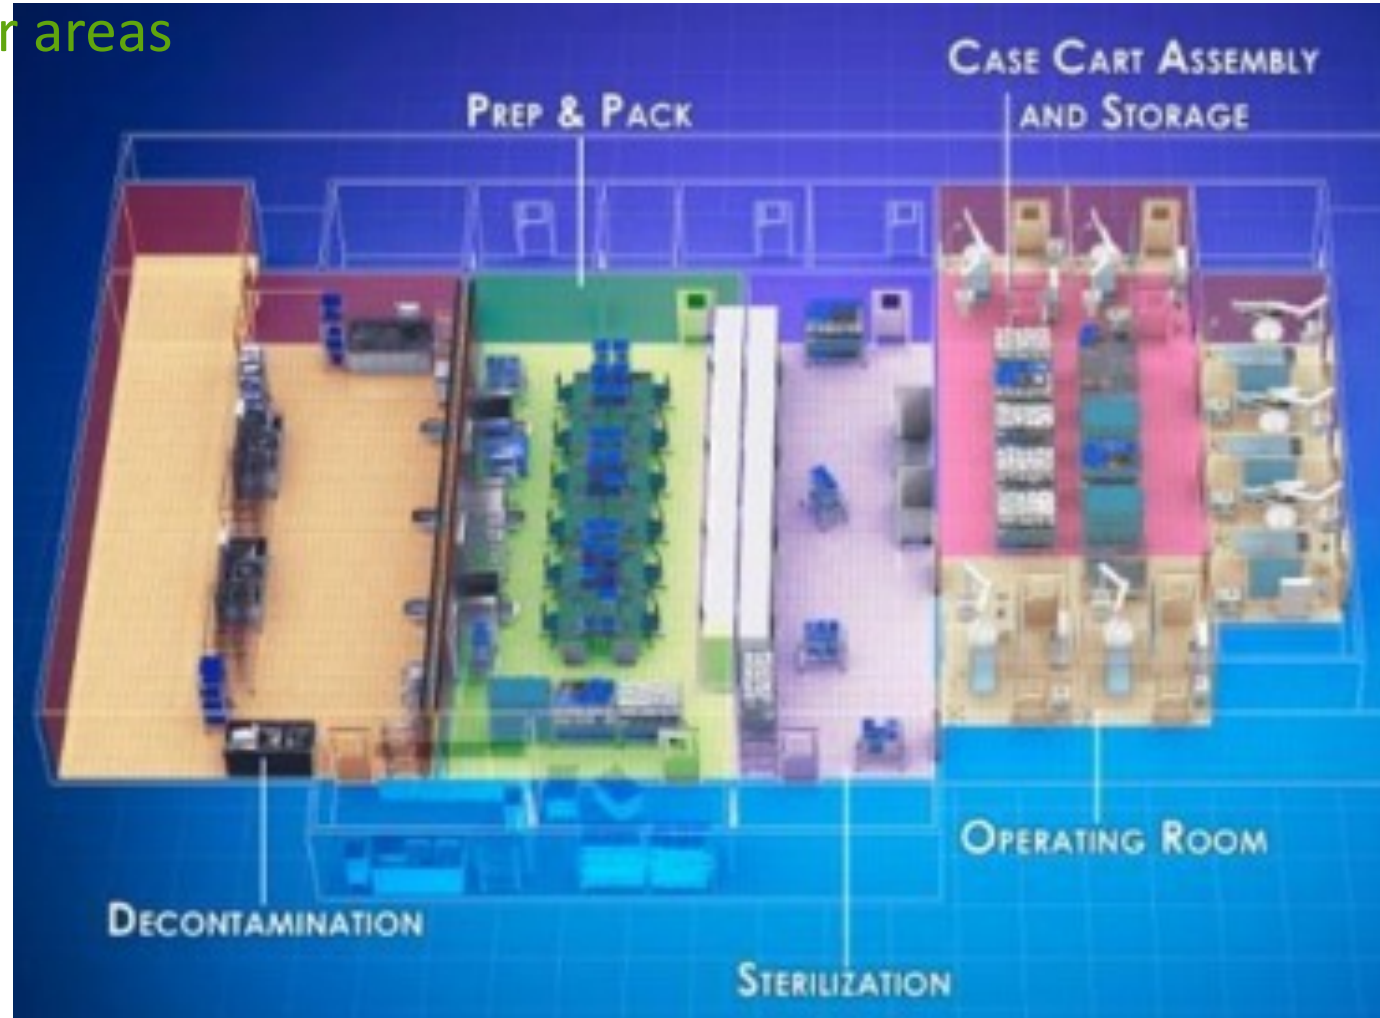 r areas
CASE CART ASSEMBLY
AND STORAGE
PREP & PACK
OPERATING ROOM
DECONTAMINATION
STERILIZATION